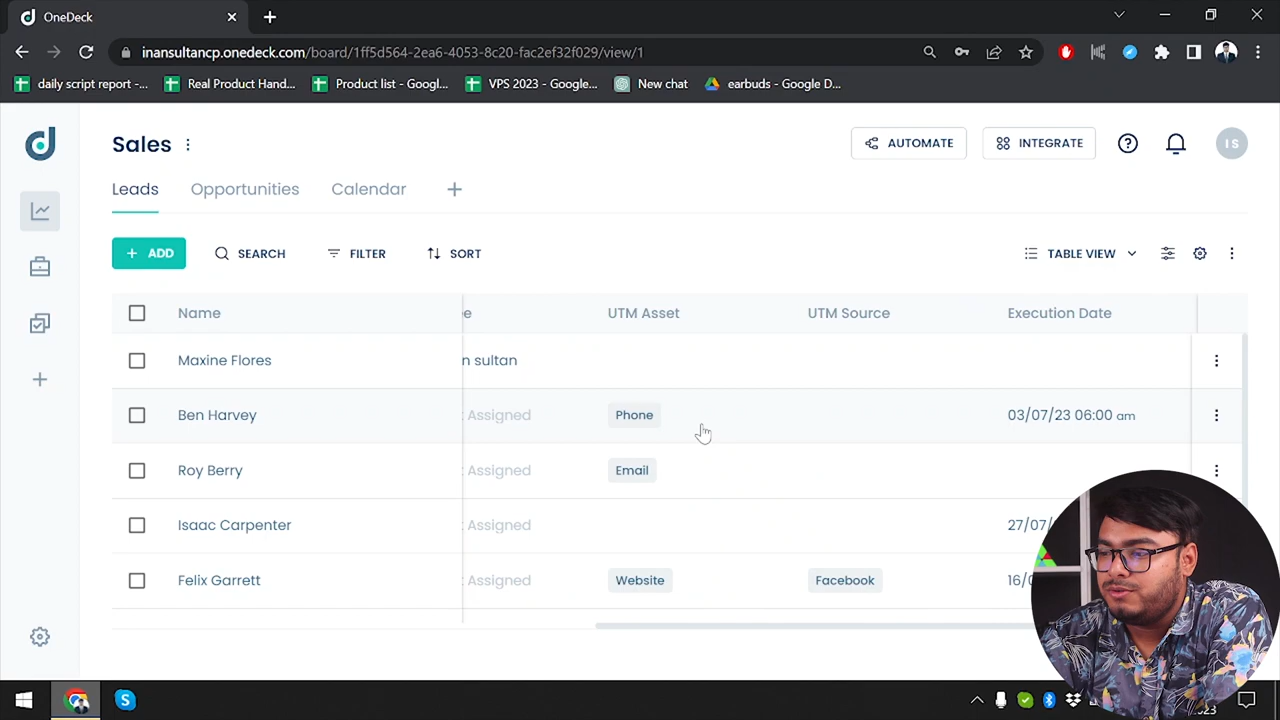 OneDeck
inansultancp.onedeck.com/board/1ff5d564-2ea6-4053-8c20-fac2ef32f029/view/1
daily script report -...
Real Product Hand...
Product list - Googl...
VPS 2023 - Google...
New chat
earbuds - Google D...
Sales
AUTOMATE
INTEGRATE
IS
Leads
Opportunities
Calendar
ADD
SEARCH
FILTER
SORT
TABLE VIEW
Name
e
UTM Asset
UTM Source
Execution Date
Maxine Flores
n sultan
Ben Harvey
Assigned
Phone
03/07/23 06:00 am
Roy Berry
Assigned
Email
Isaac Carpenter
Assigned
27/07/
Felix Garrett
Assigned
Website
Facebook
16/0